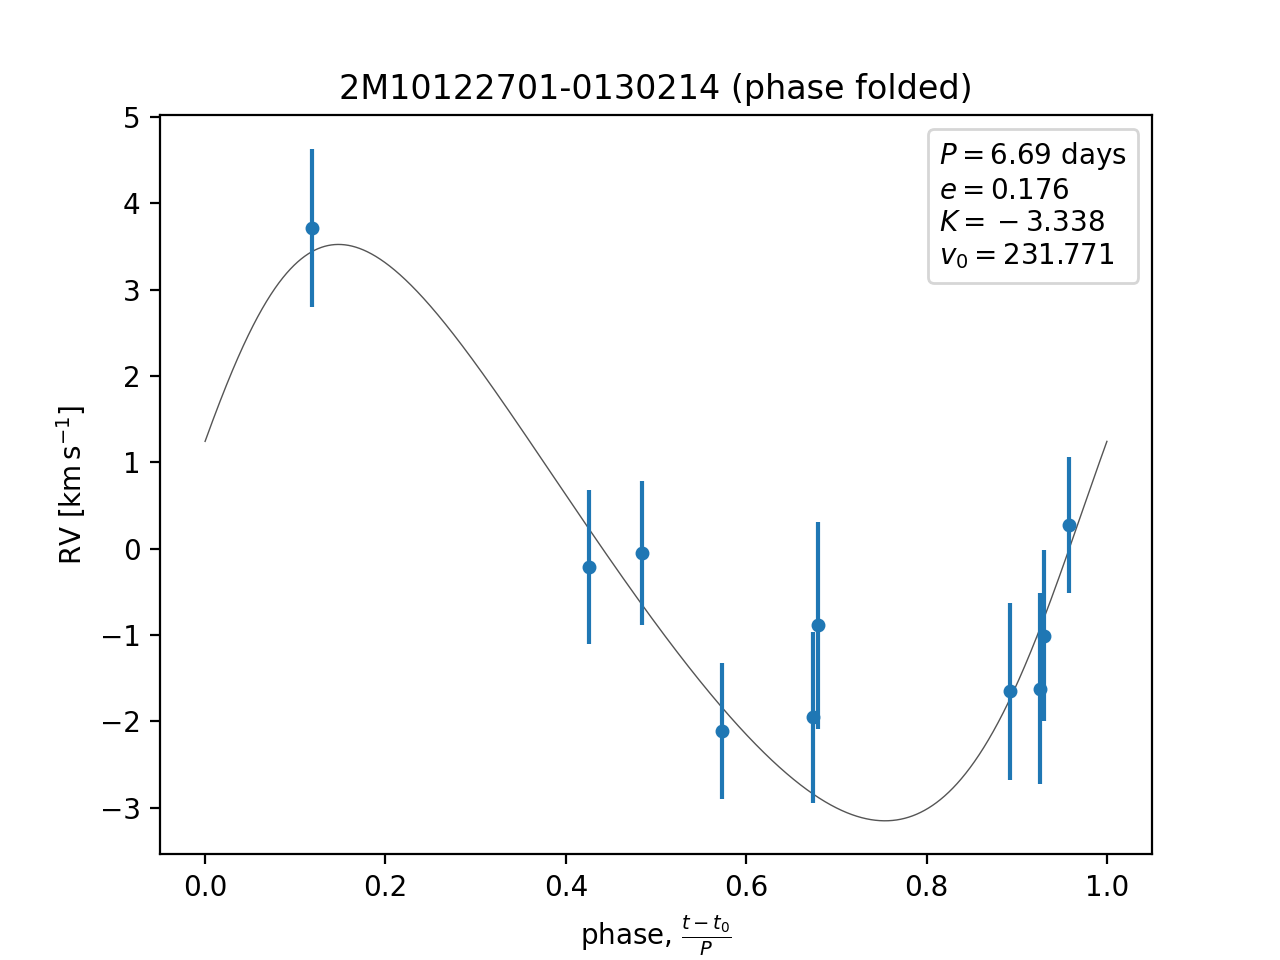 2M10122701-0130214 (phase folded)
P = 6.69 days
e = 0.176
K = −3.338
v₀ = 231.771
5
4
3
2
1
0
−1
−2
−3
RV [km s⁻¹]
0.0 0.2 0.4 0.6 0.8 1.0
phase, (t − t₀)/P